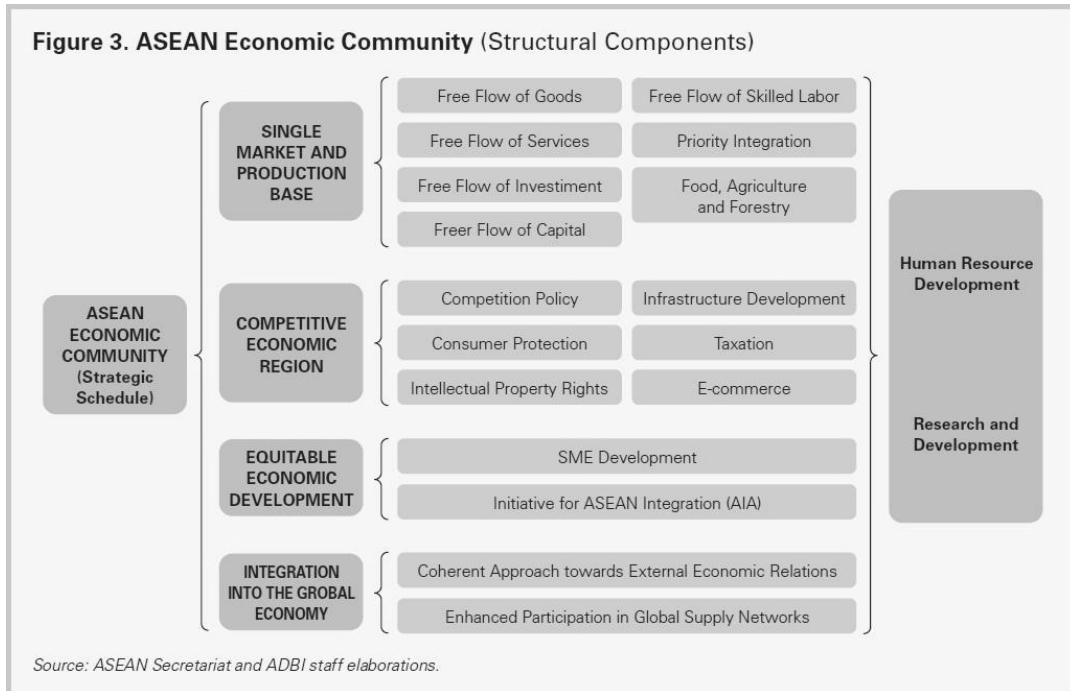 Figure 3. ASEAN Economic Community (Structural Components)
ASEAN
ECONOMIC
COMMUNITY
(Strategic
Schedule)
SINGLE
MARKET AND
PRODUCTION
BASE
Free Flow of Goods
Free Flow of Services
Free Flow of Investiment
Freer Flow of Capital
Free Flow of Skilled Labor
Priority Integration
Food, Agriculture
and Forestry
COMPETITIVE
ECONOMIC
REGION
Competition Policy
Consumer Protection
Intellectual Property Rights
Infrastructure Development
Taxation
E-commerce
EQUITABLE
ECONOMIC
DEVELOPMENT
SME Development
Initiative for ASEAN Integration (AIA)
INTEGRATION
INTO THE GROBAL
ECONOMY
Coherent Approach towards External Economic Relations
Enhanced Participation in Global Supply Networks
Human Resource
Development
Research and
Development
Source: ASEAN Secretariat and ADBI staff elaborations.